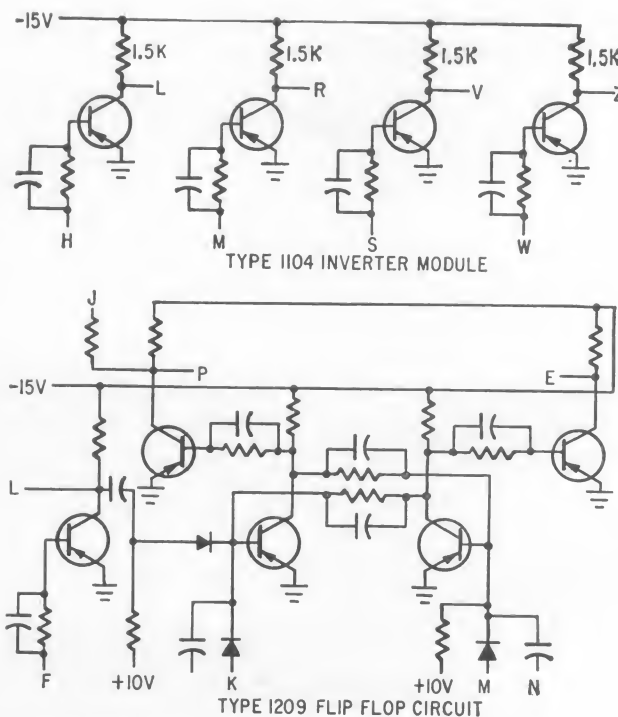 -15V
1.5K 1.5K 1.5K 1.5K
L R V Z
H M S W
TYPE 1104 INVERTER MODULE
J
P E
-15V
L
F +10V K +10V M N
TYPE 1209 FLIP FLOP CIRCUIT